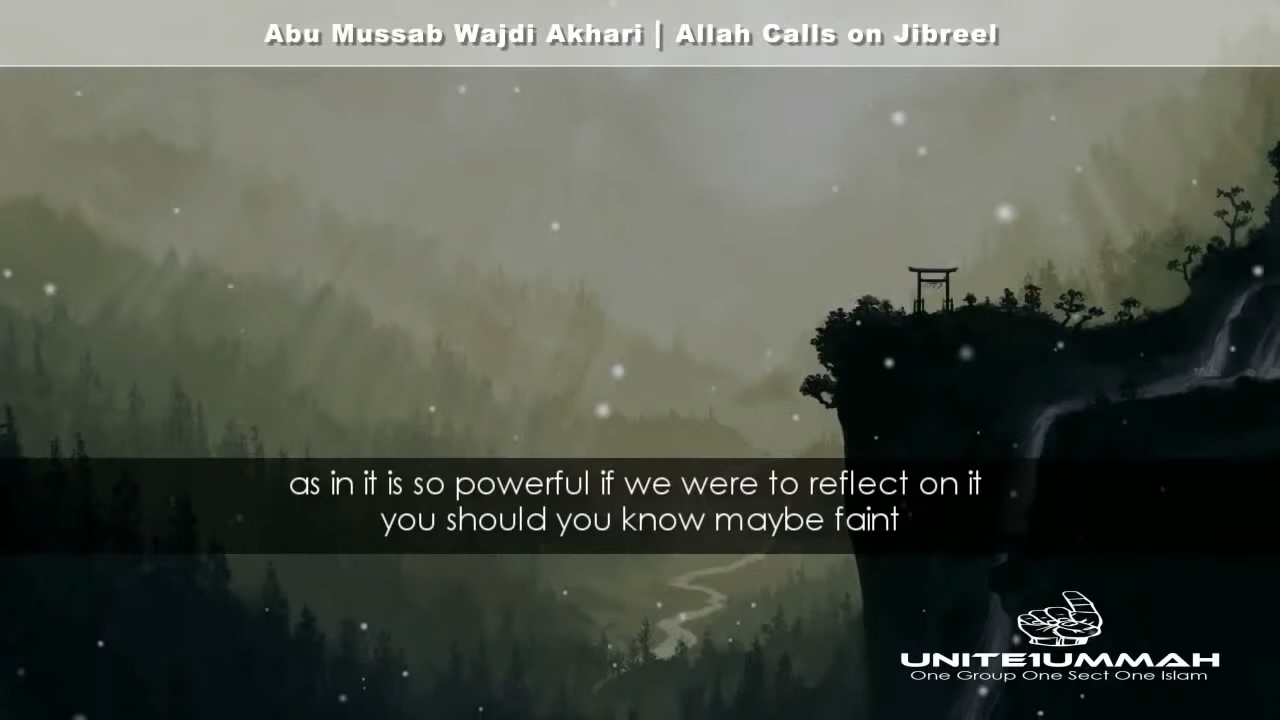 Abu Mussab Wajdi Akhari | Allah Calls on Jibreel
as in it is so powerful if we were to reflect on it
you should you know maybe faint
UNITE1UMMAH
One Group One Sect One Islam